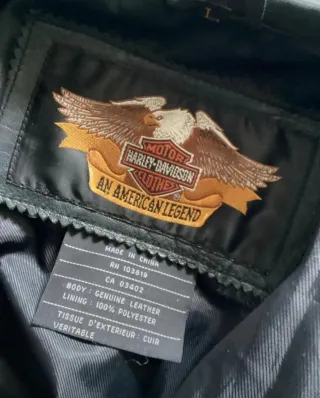 L
MOTOR
HARLEY-DAVIDSON
CLOTHES
AN AMERICAN LEGEND
MADE IN CHINA
RN 103819
CA 03402
BODY: GENUINE LEATHER
LINING: 100% POLYESTER
TISSUE D'EXTERIEUR: CUIR
VERITABLE